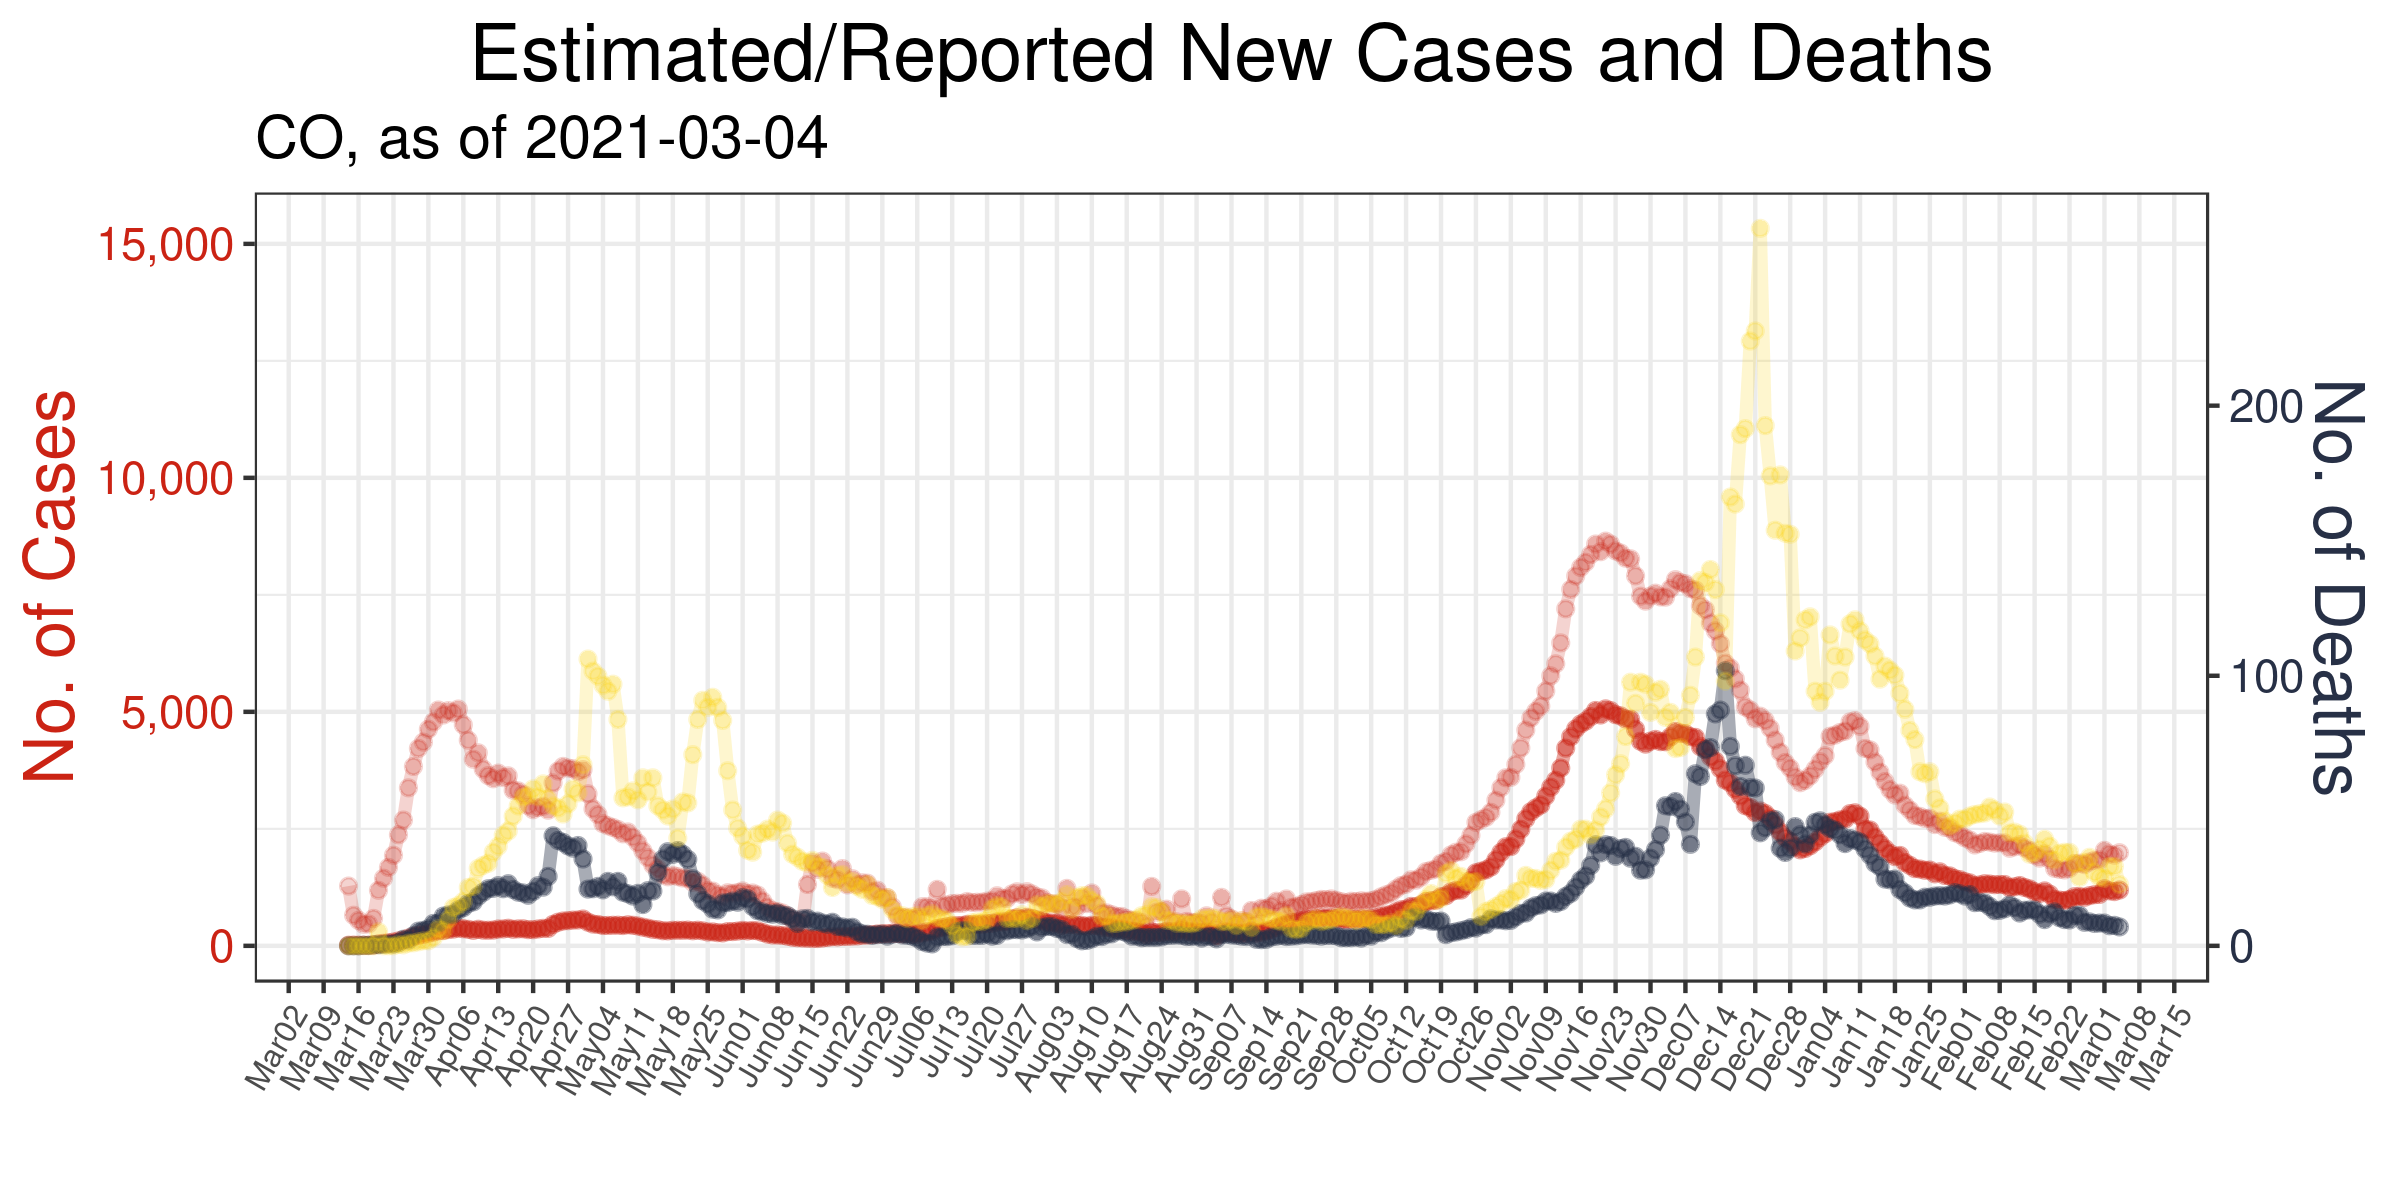 Estimated/Reported New Cases and Deaths
CO, as of 2021-03-04
No. of Cases
15,000
10,000
5,000
0
No. of Deaths
200
100
0
Mar02
Mar09
Mar16
Mar23
Mar30
Apr06
Apr13
Apr20
Apr27
May04
May11
May18
May25
Jun01
Jun08
Jun15
Jun22
Jun29
Jul06
Jul13
Jul20
Jul27
Aug03
Aug10
Aug17
Aug24
Aug31
Sep07
Sep14
Sep21
Sep28
Oct05
Oct12
Oct19
Oct26
Nov02
Nov09
Nov16
Nov23
Nov30
Dec07
Dec14
Dec21
Dec28
Jan04
Jan11
Jan18
Jan25
Feb01
Feb08
Feb15
Feb22
Mar01
Mar08
Mar15